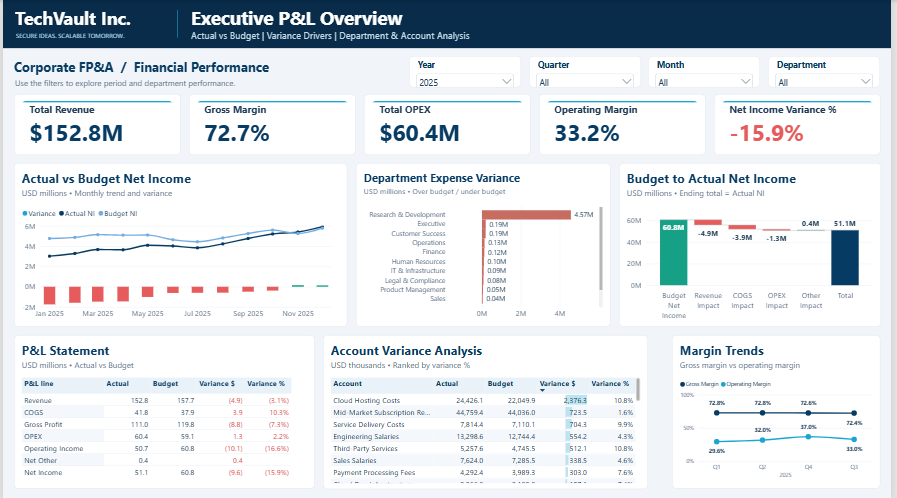 TechVault Inc.
SECURE IDEAS. SCALABLE TOMORROW.
Executive P&L Overview
Actual vs Budget | Variance Drivers | Department & Account Analysis
Corporate FP&A / Financial Performance
Use the filters to explore period and department performance.
Year
2025
Quarter
All
Month
All
Department
All
Total Revenue
$152.8M
Gross Margin
72.7%
Total OPEX
$60.4M
Operating Margin
33.2%
Net Income Variance %
-15.9%
Actual vs Budget Net Income
USD millions • Monthly trend and variance
Variance Actual NI Budget NI
6M
4M
2M
0M
-2M
Jan 2025 Mar 2025 May 2025 Jul 2025 Sep 2025 Nov 2025
Department Expense Variance
USD millions • Over budget / under budget
Research & Development 4.57M
Executive 0.19M
Customer Success 0.19M
Operations 0.13M
Finance 0.12M
Human Resources 0.10M
IT & Infrastructure 0.09M
Legal & Compliance 0.08M
Product Management 0.05M
Sales 0.04M
0M 2M 4M
Budget to Actual Net Income
USD millions • Ending total = Actual NI
60M
40M
20M
0M
60.8M -4.9M -3.9M -1.3M 0.4M 51.1M
Budget Net Income
Revenue Impact
COGS Impact
OPEX Impact
Other Impact
Total
P&L Statement
USD millions • Actual vs Budget
P&L line Actual Budget Variance $ Variance %
Revenue 152.8 157.7 (4.9) (3.1%)
COGS 41.8 37.9 3.9 10.3%
Gross Profit 111.0 119.8 (8.8) (7.3%)
OPEX 60.4 59.1 1.3 2.2%
Operating Income 50.7 60.8 (10.1) (16.6%)
Net Other 0.4 0.4
Net Income 51.1 60.8 (9.6) (15.9%)
Account Variance Analysis
USD thousands • Ranked by variance %
Account Actual Budget Variance $ Variance %
Cloud Hosting Costs 24,426.1 22,049.9 2,376.3 10.8%
Mid-Market Subscription Re... 44,759.4 44,036.0 723.5 1.6%
Service Delivery Costs 7,814.4 7,110.1 704.3 9.9%
Engineering Salaries 13,298.6 12,744.4 554.2 4.3%
Third-Party Services 5,257.6 4,745.5 512.1 10.8%
Sales Salaries 7,624.0 7,285.5 338.5 4.6%
Payment Processing Fees 4,292.4 3,989.3 303.0 7.6%
Margin Trends
Gross margin vs operating margin
Gross Margin Operating Margin
100%
50%
0%
72.8% 72.8% 72.6% 72.4%
29.6% 32.0% 37.0% 33.0%
Q1 Q2 Q4 Q3
2025